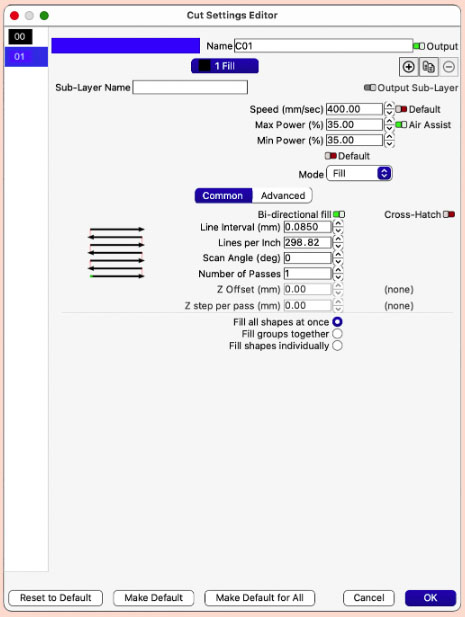 Cut Settings Editor
00
01
Name C01 Output
1 Fill
Sub-Layer Name Output Sub-Layer
Speed (mm/sec) 400.00 Default
Max Power (%) 35.00 Air Assist
Min Power (%) 35.00
Default
Mode Fill
Common Advanced
Bi-directional fill Cross-Hatch
Line Interval (mm) 0.0850
Lines per Inch 298.82
Scan Angle (deg) 0
Number of Passes 1
Z Offset (mm) 0.00 (none)
Z step per pass (mm) 0.00 (none)
Fill all shapes at once
Fill groups together
Fill shapes individually
Reset to Default Make Default Make Default for All Cancel OK